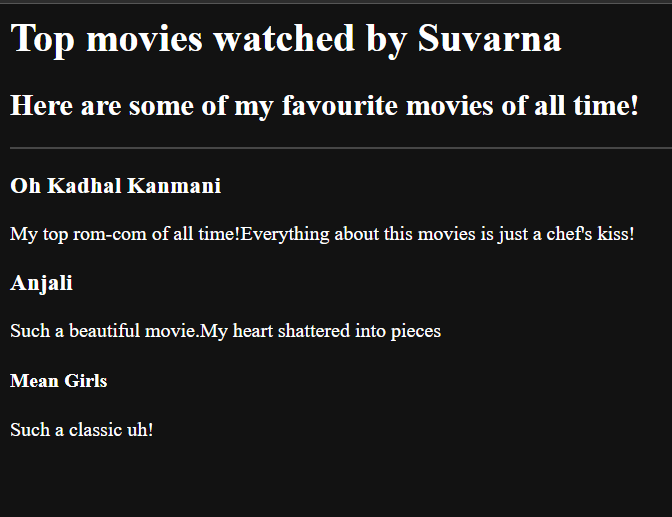 Top movies watched by Suvarna
Here are some of my favourite movies of all time!
Oh Kadhal Kanmani
My top rom-com of all time!Everything about this movies is just a chef's kiss!
Anjali
Such a beautiful movie.My heart shattered into pieces
Mean Girls
Such a classic uh!